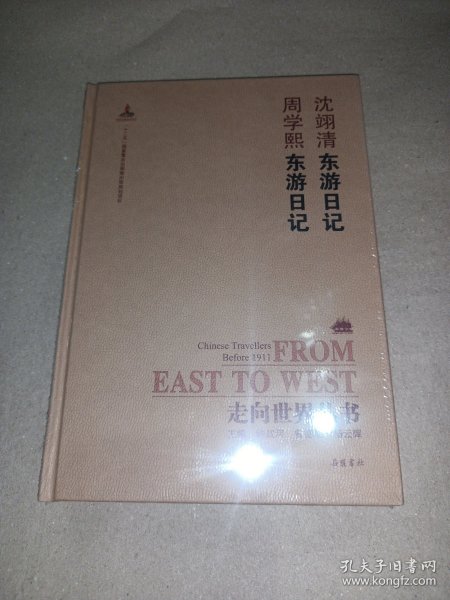 沈翊清 东游日记
周学熙 东游日记
Chinese Travellers
Before 1911
FROM
EAST TO WEST
走向世界丛书
岳麓书社
孔夫子旧书网
www.kongfz.com